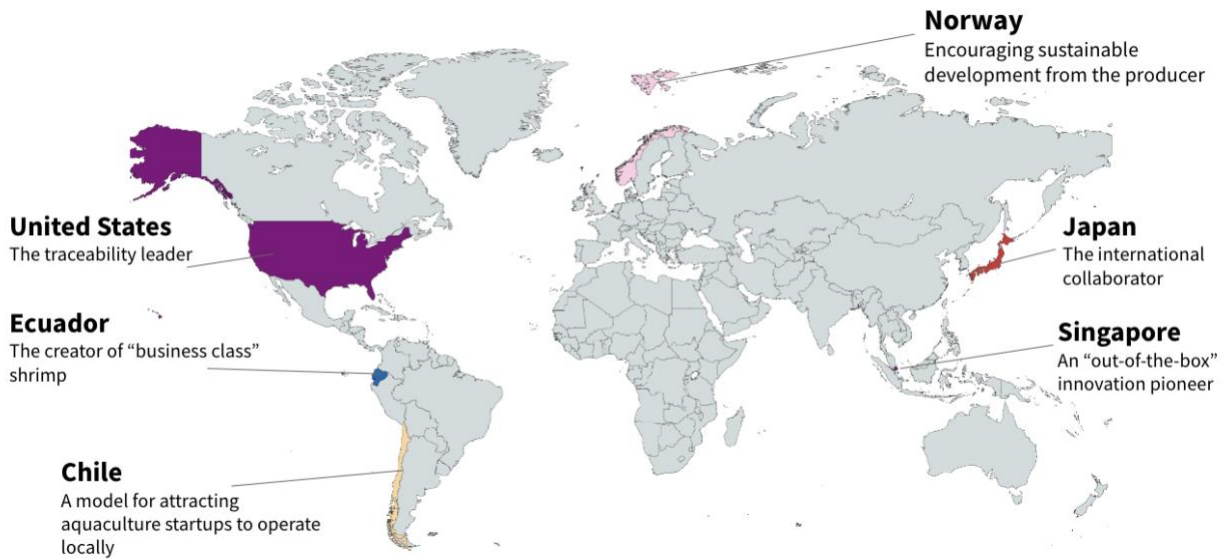 Norway
Encouraging sustainable
development from the producer
United States
The traceability leader
Japan
The international
collaborator
Ecuador
The creator of “business class”
shrimp
Singapore
An “out-of-the-box”
innovation pioneer
Chile
A model for attracting
aquaculture startups to operate
locally